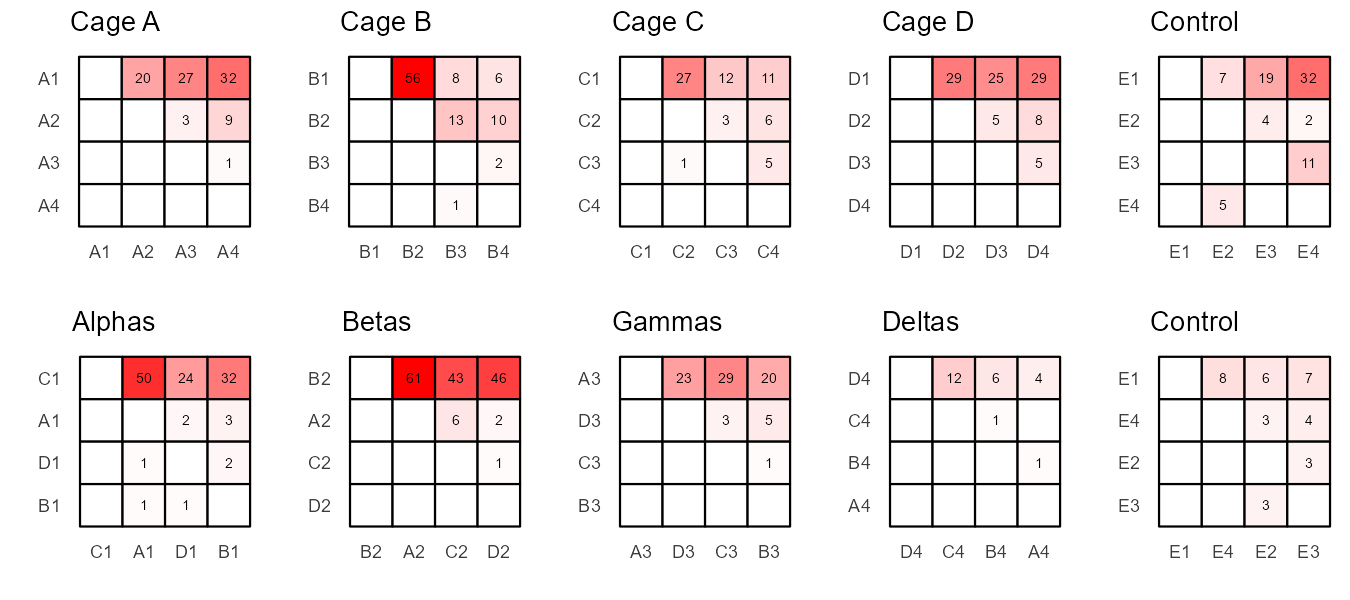 Cage A Cage B Cage C Cage D Control
A1 20 27 32 B1 56 8 6 C1 27 12 11 D1 29 25 29 E1 7 19 32
A2 3 9 B2 13 10 C2 3 6 D2 5 8 E2 4 2
A3 1 B3 2 C3 1 5 D3 5 E3 11
A4 B4 1 C4 D4 E4 5
A1 A2 A3 A4 B1 B2 B3 B4 C1 C2 C3 C4 D1 D2 D3 D4 E1 E2 E3 E4
Alphas Betas Gammas Deltas Control
C1 50 24 32 B2 61 43 46 A3 23 29 20 D4 12 6 4 E1 8 6 7
A1 2 3 A2 6 2 D3 3 5 C4 1 E4 3 4
D1 1 2 C2 1 C3 1 B4 1 E2 3
B1 1 1 D2 B3 A4 E3 3
C1 A1 D1 B1 B2 A2 C2 D2 A3 D3 C3 B3 D4 C4 B4 A4 E1 E4 E2 E3